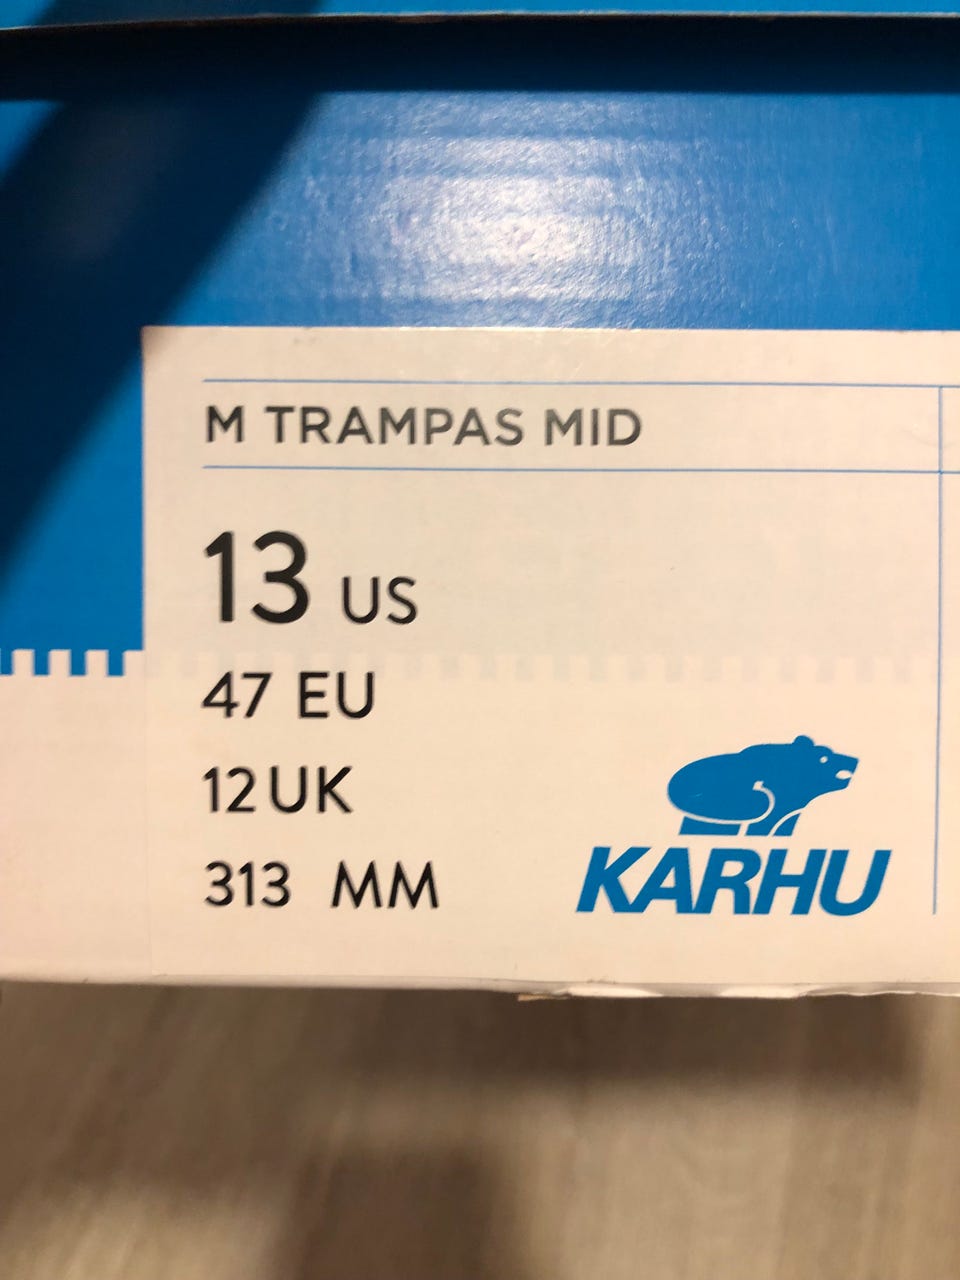 M TRAMPAS MID
13 US
47 EU
12 UK
313 MM
KARHU